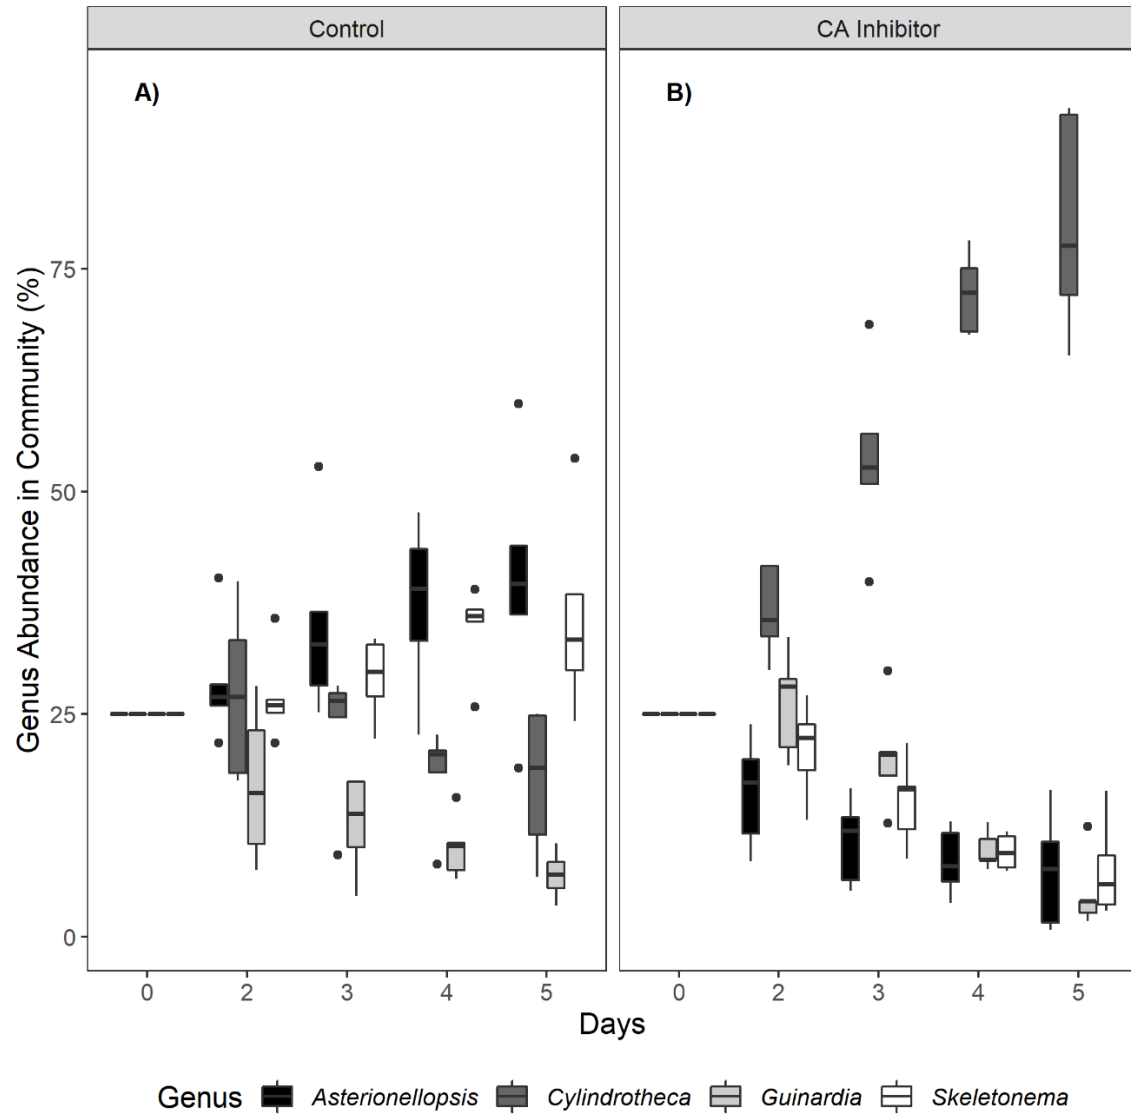 Control
CA Inhibitor
A)
B)
Genus Abundance in Community (%)
75
50
25
0
0 2 3 4 5
0 2 3 4 5
Days
Genus Asterionellopsis Cylindrotheca Guinardia Skeletonema